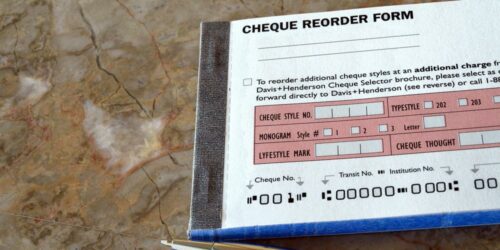 CHEQUE REORDER FORM
To reorder additional cheque styles at an additional charge
Davis+Henderson Cheque Selector brochure, please select as
forward directly to Davis+Henderson (see reverse) or call 1-88
CHEQUE STYLE NO. TYPESTYLE 202 203
MONOGRAM Style # 1 2 3 Letter
LYFESTYLE MARK CHEQUE THOUGHT
Cheque No. Transit No. Institution No.